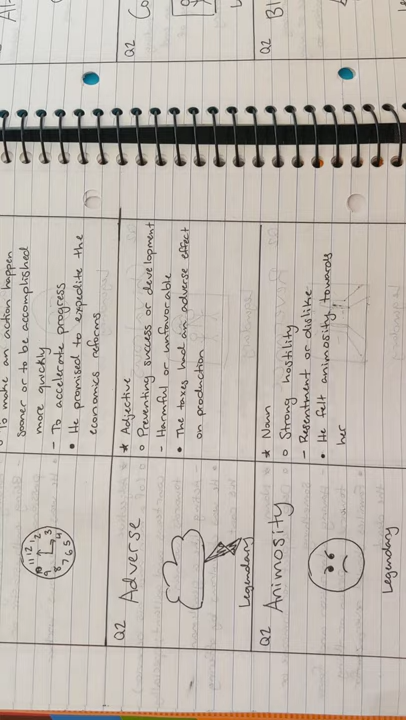 To make an action happen
sooner or to be accomplished
more quickly
- To accelerate progress
• He promised to expedite the
economics reforms
Q2 Adverse
Legendary
* Adjective
o Preventing success or development
- Harmful or unfavorable
• The taxes had an adverse effect
on production
Q2 Animosity
Legendary
* Noun
o Strong hostility
- Resentment or dislike
• He felt animosity towards
her
Q2
Q2